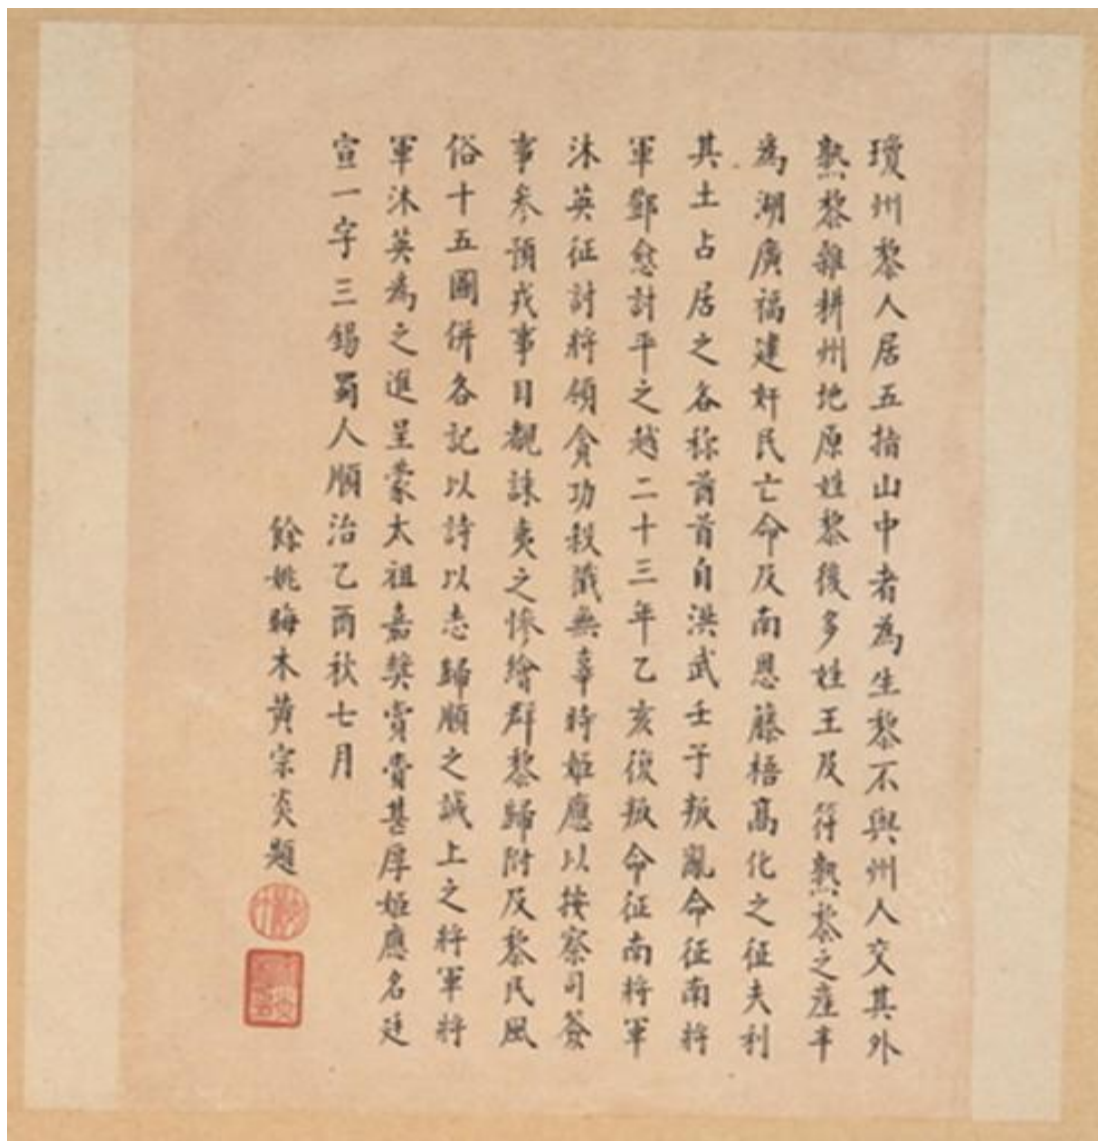 瓊州黎人居五指山中者為生黎不與州人交其外
熟黎雜耕州地原姓黎後多姓王及符熟黎之產半
為湖廣福建奸民亡命及南恩藤梧高化之征夫利
其土占居之各称酋首自洪武壬子叛亂命征南將
軍鄧愈討平之越二十三年乙亥復叛命征南將軍
沐英征討將領貪功殺戮無辜時姬應以按察司僉
事參預戎事目覩誅夷之慘繪群黎歸附及黎民風
俗十五圖併各記以詩以志歸順之誠上之將軍將
軍沐英為之進呈蒙太祖嘉獎賞賚甚厚姬應名廷
宣一字三錫蜀人順治乙酉秋七月
餘姚晦木黃宗炎題